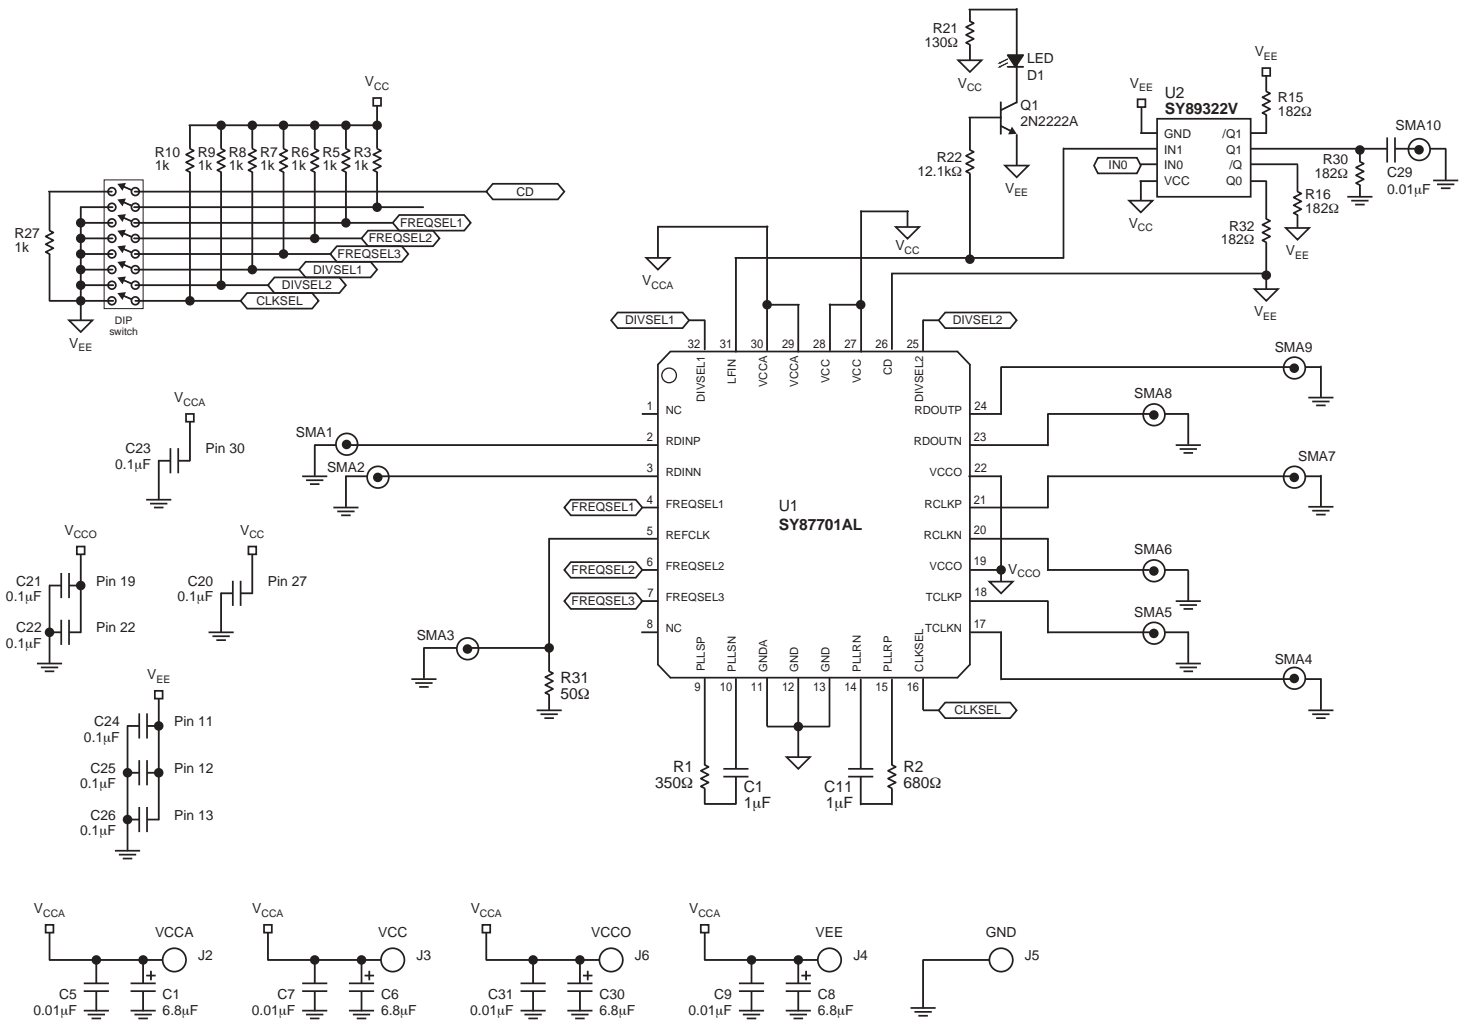 R21
130Ω
VCC
LED
D1
Q1
2N2222A
R22
12.1kΩ
VEE
VEE
U2
SY89322V
VEE
R15
182Ω
GND
IN1
IN0
VCC
/Q1
Q1
/Q
Q0
IN0
VCC
SMA10
R30
182Ω
C29
0.01µF
R16
182Ω
VEE
R32
182Ω
VEE
VCC
R10
1k
R9
1k
R8
1k
R7
1k
R6
1k
R5
1k
R3
1k
CD
FREQSEL1
FREQSEL2
FREQSEL3
DIVSEL1
DIVSEL2
CLKSEL
R27
1k
VEE
DIP
switch
VCCA
VCC
DIVSEL1
DIVSEL2
32
31
30
29
28
27
26
25
DIVSEL1
LFIN
VCCA
VCCA
VCC
VCC
CD
DIVSEL2
U1
SY87701AL
1
NC
2
RDINP
3
RDINN
4
FREQSEL1
5
REFCLK
6
FREQSEL2
7
FREQSEL3
8
NC
RDOUTP
24
RDOUTN
23
VCCO
22
RCLKP
21
RCLKN
20
VCCO
19
TCLKP
18
TCLKN
17
PLLSP
PLLSN
GNDA
GND
GND
PLLRN
PLLRP
CLKSEL
9
10
11
12
13
14
15
16
SMA1
SMA2
FREQSEL1
FREQSEL2
FREQSEL3
SMA3
R31
50Ω
SMA9
SMA8
SMA7
SMA6
VCCO
SMA5
SMA4
CLKSEL
R1
350Ω
C1
1µF
C11
1µF
R2
680Ω
VCCA
C23
0.1µF
Pin 30
VCCO
C21
0.1µF
Pin 19
C22
0.1µF
Pin 22
VCC
C20
0.1µF
Pin 27
VEE
C24
0.1µF
Pin 11
C25
0.1µF
Pin 12
C26
0.1µF
Pin 13
VCCA
VCCA
J2
C5
0.01µF
+
C1
6.8µF
VCCA
VCC
J3
C7
0.01µF
+
C6
6.8µF
VCCA
VCCO
J6
C31
0.01µF
+
C30
6.8µF
VCCA
VEE
J4
C9
0.01µF
+
C8
6.8µF
GND
J5